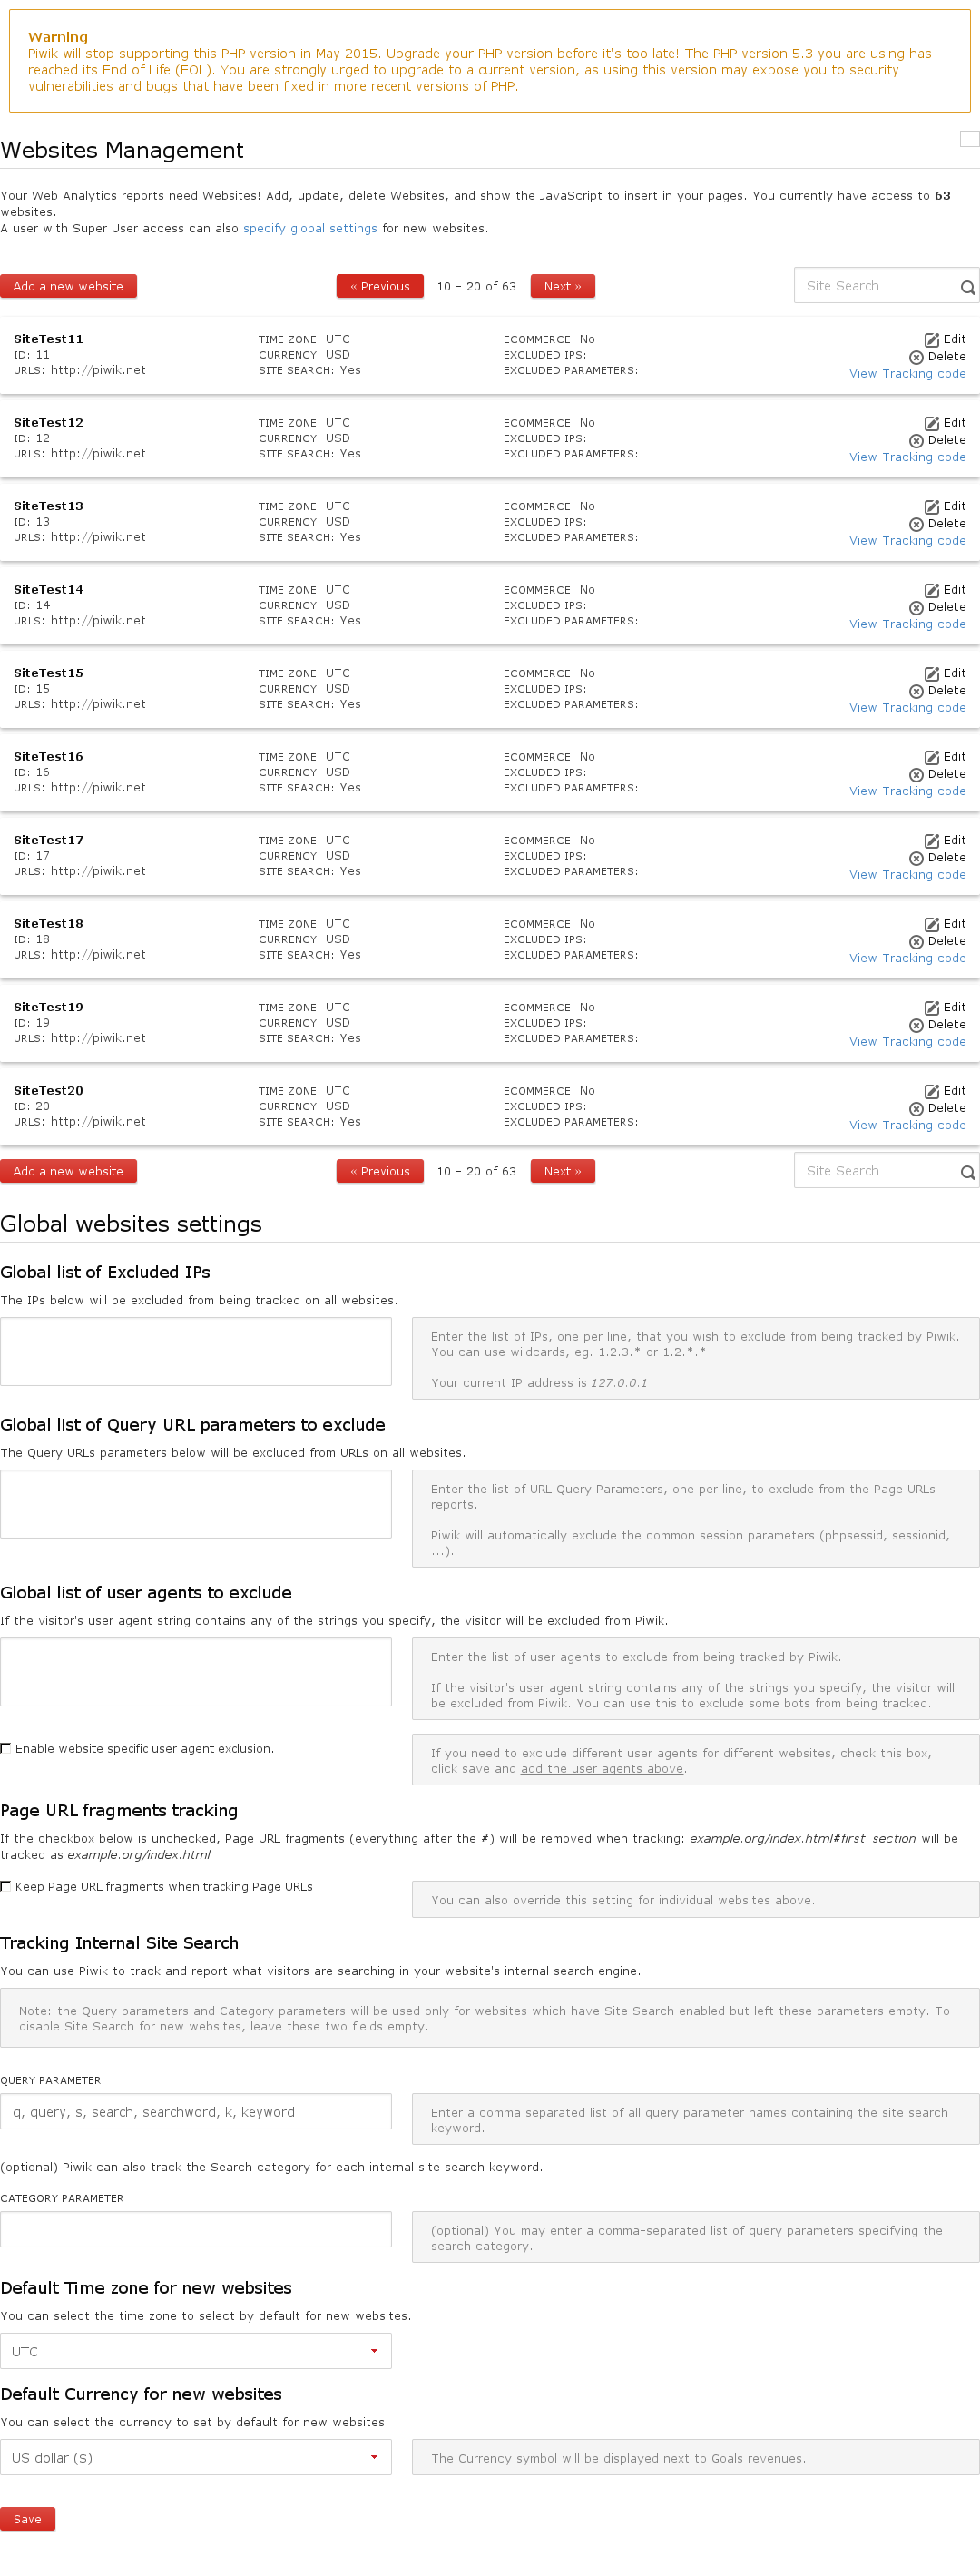 Warning
Piwik will stop supporting this PHP version in May 2015. Upgrade your PHP version before it's too late! The PHP version 5.3 you are using has
reached its End of Life (EOL). You are strongly urged to upgrade to a current version, as using this version may expose you to security
vulnerabilities and bugs that have been fixed in more recent versions of PHP.
Websites Management
Your Web Analytics reports need Websites! Add, update, delete Websites, and show the JavaScript to insert in your pages. You currently have access to 63
websites.
A user with Super User access can also specify global settings for new websites.
Add a new website « Previous 10 - 20 of 63 Next » Site Search
SiteTest11 TIME ZONE: UTC ECOMMERCE: No Edit
ID: 11 CURRENCY: USD EXCLUDED IPS: Delete
URLS: http://piwik.net SITE SEARCH: Yes EXCLUDED PARAMETERS: View Tracking code
SiteTest12 TIME ZONE: UTC ECOMMERCE: No Edit
ID: 12 CURRENCY: USD EXCLUDED IPS: Delete
URLS: http://piwik.net SITE SEARCH: Yes EXCLUDED PARAMETERS: View Tracking code
SiteTest13 TIME ZONE: UTC ECOMMERCE: No Edit
ID: 13 CURRENCY: USD EXCLUDED IPS: Delete
URLS: http://piwik.net SITE SEARCH: Yes EXCLUDED PARAMETERS: View Tracking code
SiteTest14 TIME ZONE: UTC ECOMMERCE: No Edit
ID: 14 CURRENCY: USD EXCLUDED IPS: Delete
URLS: http://piwik.net SITE SEARCH: Yes EXCLUDED PARAMETERS: View Tracking code
SiteTest15 TIME ZONE: UTC ECOMMERCE: No Edit
ID: 15 CURRENCY: USD EXCLUDED IPS: Delete
URLS: http://piwik.net SITE SEARCH: Yes EXCLUDED PARAMETERS: View Tracking code
SiteTest16 TIME ZONE: UTC ECOMMERCE: No Edit
ID: 16 CURRENCY: USD EXCLUDED IPS: Delete
URLS: http://piwik.net SITE SEARCH: Yes EXCLUDED PARAMETERS: View Tracking code
SiteTest17 TIME ZONE: UTC ECOMMERCE: No Edit
ID: 17 CURRENCY: USD EXCLUDED IPS: Delete
URLS: http://piwik.net SITE SEARCH: Yes EXCLUDED PARAMETERS: View Tracking code
SiteTest18 TIME ZONE: UTC ECOMMERCE: No Edit
ID: 18 CURRENCY: USD EXCLUDED IPS: Delete
URLS: http://piwik.net SITE SEARCH: Yes EXCLUDED PARAMETERS: View Tracking code
SiteTest19 TIME ZONE: UTC ECOMMERCE: No Edit
ID: 19 CURRENCY: USD EXCLUDED IPS: Delete
URLS: http://piwik.net SITE SEARCH: Yes EXCLUDED PARAMETERS: View Tracking code
SiteTest20 TIME ZONE: UTC ECOMMERCE: No Edit
ID: 20 CURRENCY: USD EXCLUDED IPS: Delete
URLS: http://piwik.net SITE SEARCH: Yes EXCLUDED PARAMETERS: View Tracking code
Add a new website « Previous 10 - 20 of 63 Next » Site Search
Global websites settings
Global list of Excluded IPs
The IPs below will be excluded from being tracked on all websites.
Enter the list of IPs, one per line, that you wish to exclude from being tracked by Piwik.
You can use wildcards, eg. 1.2.3.* or 1.2.*.*
Your current IP address is 127.0.0.1
Global list of Query URL parameters to exclude
The Query URLs parameters below will be excluded from URLs on all websites.
Enter the list of URL Query Parameters, one per line, to exclude from the Page URLs
reports.
Piwik will automatically exclude the common session parameters (phpsessid, sessionid,
...).
Global list of user agents to exclude
If the visitor's user agent string contains any of the strings you specify, the visitor will be excluded from Piwik.
Enter the list of user agents to exclude from being tracked by Piwik.
If the visitor's user agent string contains any of the strings you specify, the visitor will
be excluded from Piwik. You can use this to exclude some bots from being tracked.
Enable website specific user agent exclusion.
If you need to exclude different user agents for different websites, check this box,
click save and add the user agents above.
Page URL fragments tracking
If the checkbox below is unchecked, Page URL fragments (everything after the #) will be removed when tracking: example.org/index.html#first_section will be
tracked as example.org/index.html
Keep Page URL fragments when tracking Page URLs
You can also override this setting for individual websites above.
Tracking Internal Site Search
You can use Piwik to track and report what visitors are searching in your website's internal search engine.
Note: the Query parameters and Category parameters will be used only for websites which have Site Search enabled but left these parameters empty. To
disable Site Search for new websites, leave these two fields empty.
QUERY PARAMETER
q, query, s, search, searchword, k, keyword
Enter a comma separated list of all query parameter names containing the site search
keyword.
(optional) Piwik can also track the Search category for each internal site search keyword.
CATEGORY PARAMETER
(optional) You may enter a comma-separated list of query parameters specifying the
search category.
Default Time zone for new websites
You can select the time zone to select by default for new websites.
UTC
Default Currency for new websites
You can select the currency to set by default for new websites.
US dollar ($)
The Currency symbol will be displayed next to Goals revenues.
Save